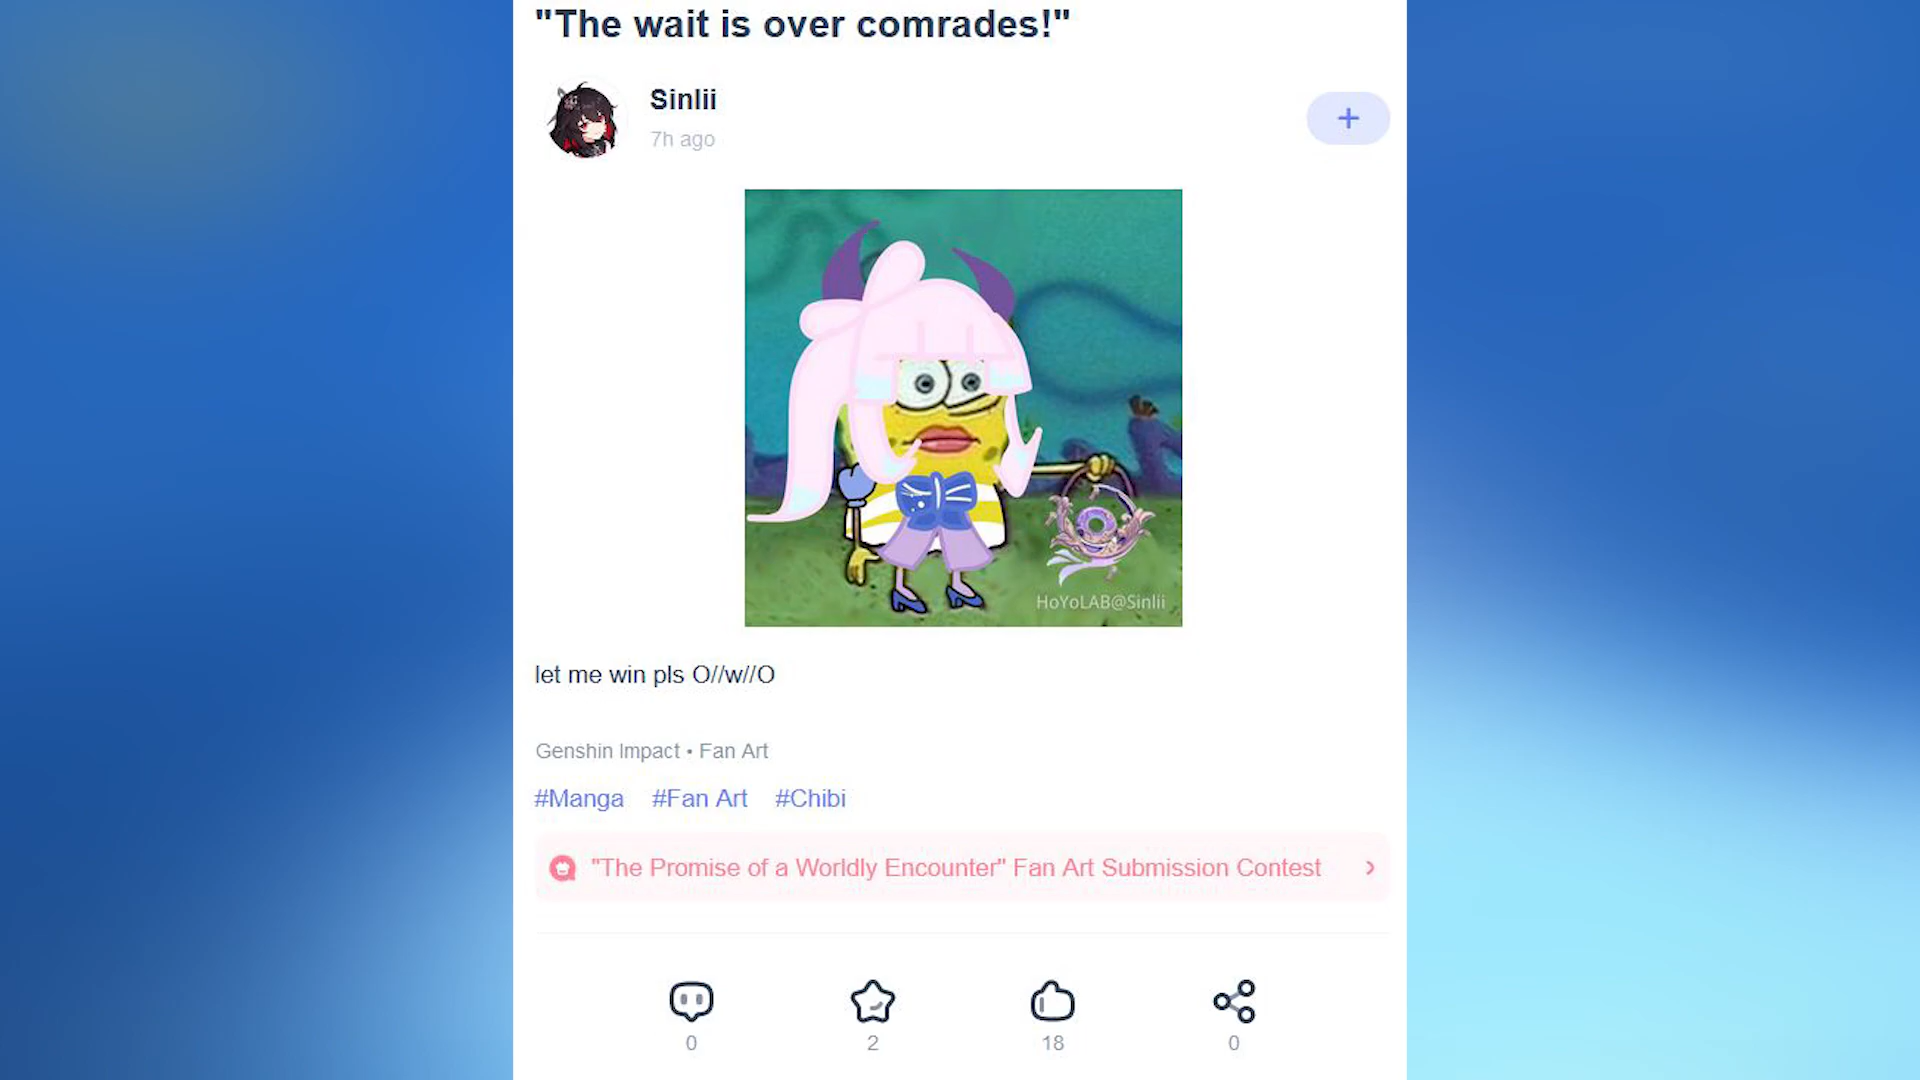 "The wait is over comrades!"
Sinlii
7h ago
HoYoLAB@Sinlii
let me win pls O//w//O
Genshin Impact • Fan Art
#Manga #Fan Art #Chibi
"The Promise of a Worldly Encounter" Fan Art Submission Contest
0 2 18 0